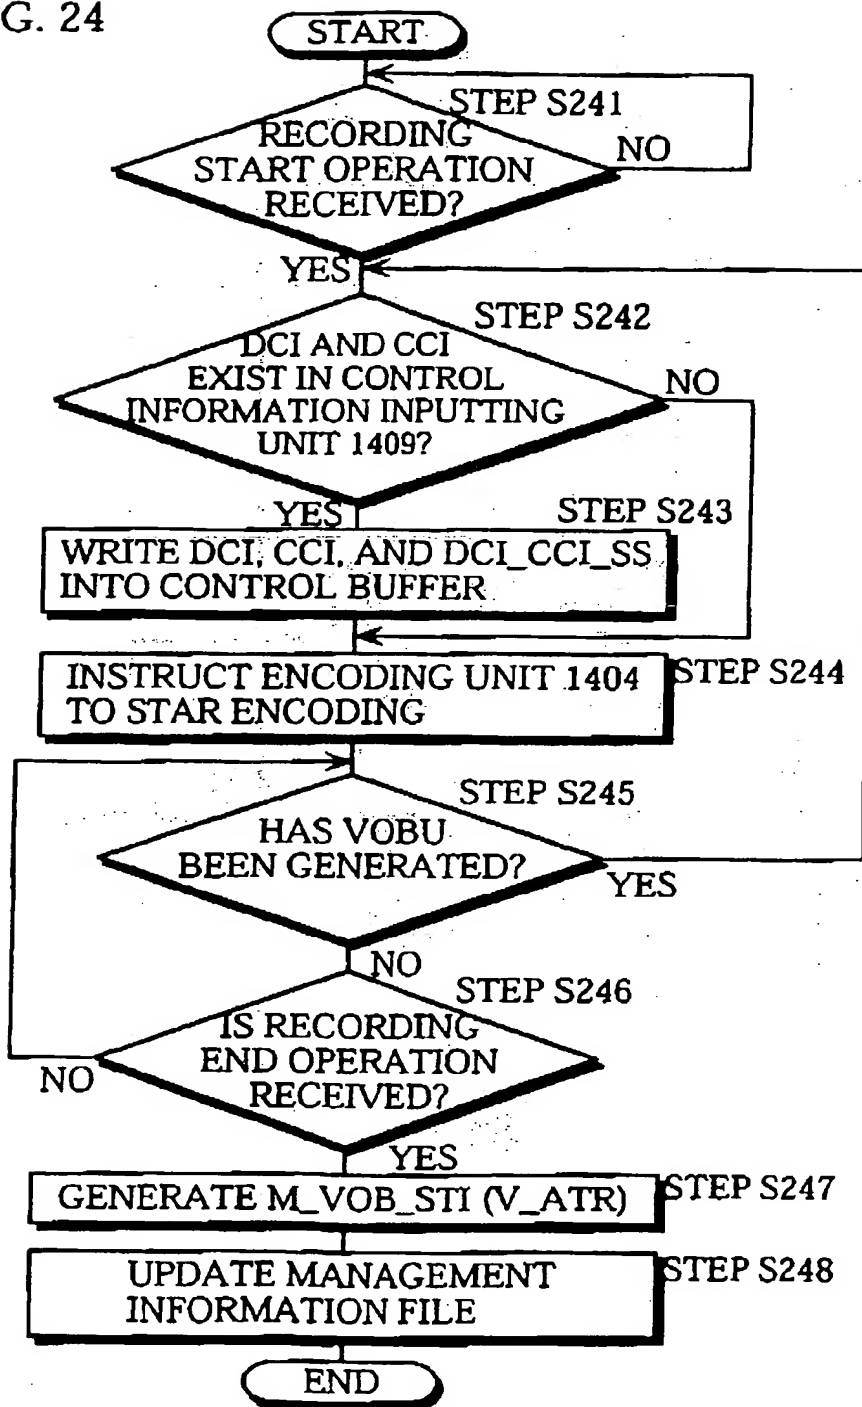 G. 24
START
STEP S241
RECORDING
START OPERATION
RECEIVED?
NO
YES
STEP S242
DCI AND CCI
EXIST IN CONTROL
INFORMATION INPUTTING
UNIT 1409?
NO
YES
STEP S243
WRITE DCI, CCI, AND DCI_CCI_SS
INTO CONTROL BUFFER
INSTRUCT ENCODING UNIT 1404
TO STAR ENCODING
STEP S244
STEP S245
HAS VOBU
BEEN GENERATED?
YES
NO
STEP S246
IS RECORDING
END OPERATION
RECEIVED?
NO
YES
GENERATE M_VOB_STI (V_ATR)
STEP S247
UPDATE MANAGEMENT
INFORMATION FILE
STEP S248
END